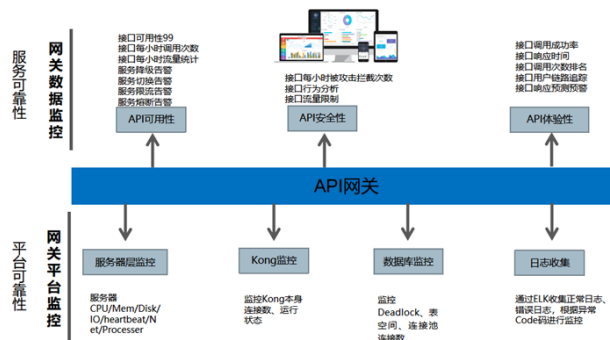 服务可靠性
网关数据监控
接口可用性99
接口每小时调用次数
接口每小时流量统计
服务降级告警
服务切换告警
服务限流告警
服务熔断告警
API可用性
接口每小时被攻击拦截次数
接口行为分析
接口流量限制
API安全性
接口调用成功率
接口响应时间
接口调用次数排名
接口用户链路追踪
接口响应预测预警
API体验性
API网关
平台可靠性
网关平台监控
服务器层监控
服务器
CPU/Mem/Disk/
IO/heartbeat/N
et/Processer
Kong监控
监控Kong本身
连接数、运行
状态
数据库监控
监控
Deadlock、表
空间、连接池
连接数
日志收集
通过ELK收集正常日志、
错误日志，根据异常
Code码进行监控